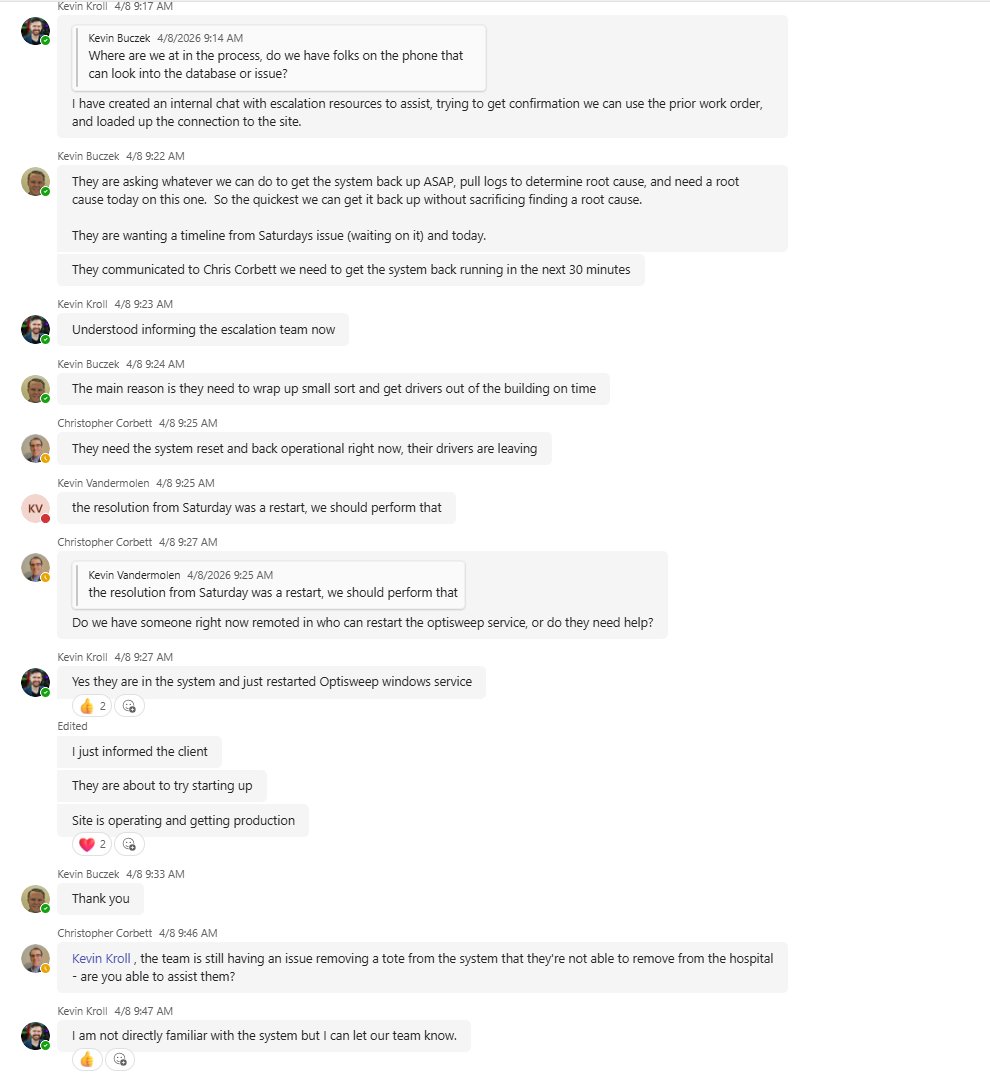 Kevin Kroll 4/8 9:17 AM
Kevin Buczek 4/8/2026 9:14 AM
Where are we at in the process, do we have folks on the phone that
can look into the database or issue?
I have created an internal chat with escalation resources to assist, trying to get confirmation we can use the prior work order,
and loaded up the connection to the site.
Kevin Buczek 4/8 9:22 AM
They are asking whatever we can do to get the system back up ASAP, pull logs to determine root cause, and need a root
cause today on this one.  So the quickest we can get it back up without sacrificing finding a root cause.
They are wanting a timeline from Saturdays issue (waiting on it) and today.
They communicated to Chris Corbett we need to get the system back running in the next 30 minutes
Kevin Kroll 4/8 9:23 AM
Understood informing the escalation team now
Kevin Buczek 4/8 9:24 AM
The main reason is they need to wrap up small sort and get drivers out of the building on time
Christopher Corbett 4/8 9:25 AM
They need the system reset and back operational right now, their drivers are leaving
Kevin Vandermolen 4/8 9:25 AM
KV
the resolution from Saturday was a restart, we should perform that
Christopher Corbett 4/8 9:27 AM
Kevin Vandermolen 4/8/2026 9:25 AM
the resolution from Saturday was a restart, we should perform that
Do we have someone right now remoted in who can restart the optisweep service, or do they need help?
Kevin Kroll 4/8 9:27 AM
Yes they are in the system and just restarted Optisweep windows service
👍 2
Edited
I just informed the client
They are about to try starting up
Site is operating and getting production
❤️ 2
Kevin Buczek 4/8 9:33 AM
Thank you
Christopher Corbett 4/8 9:46 AM
Kevin Kroll , the team is still having an issue removing a tote from the system that they're not able to remove from the hospital
- are you able to assist them?
Kevin Kroll 4/8 9:47 AM
I am not directly familiar with the system but I can let our team know.
👍